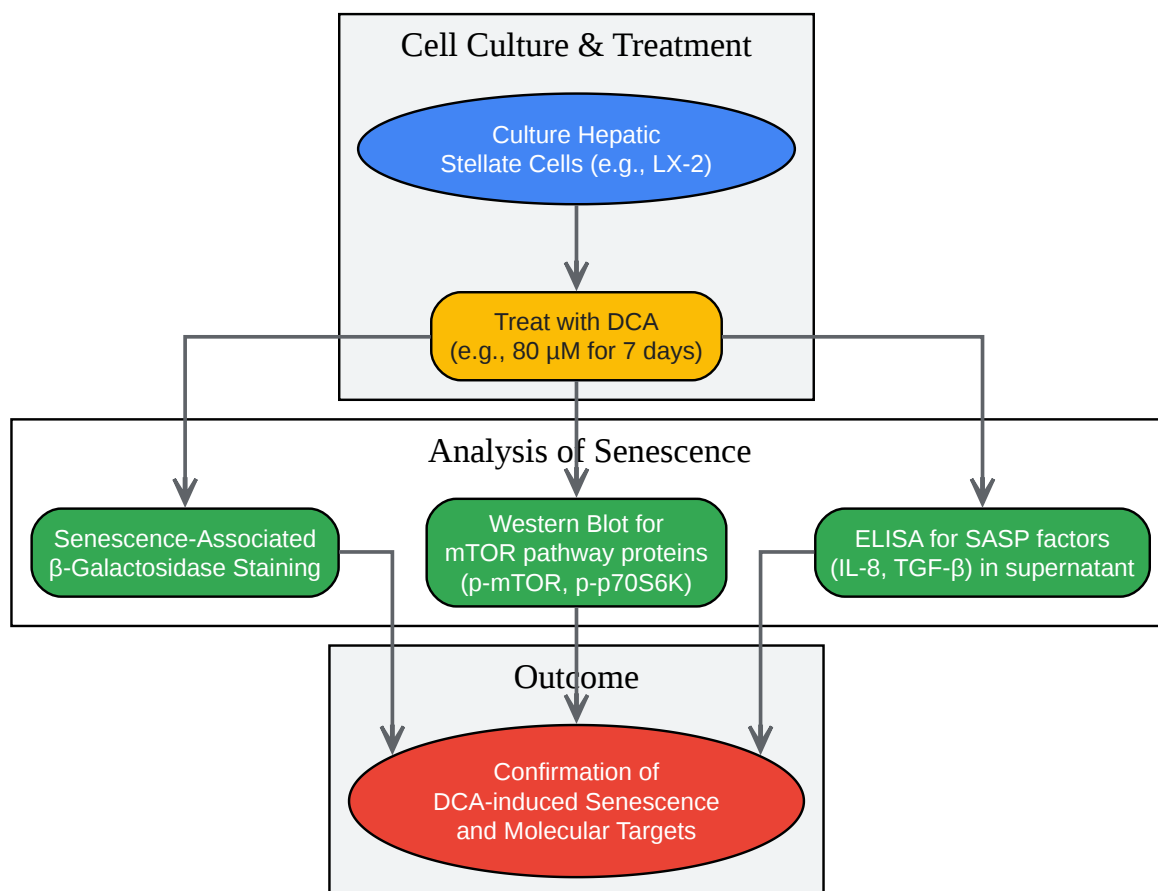 Cell Culture & Treatment
Culture Hepatic
Stellate Cells (e.g., LX-2)
Treat with DCA
(e.g., 80 µM for 7 days)
Analysis of Senescence
Senescence-Associated
β-Galactosidase Staining
Western Blot for
mTOR pathway proteins
(p-mTOR, p-p70S6K)
ELISA for SASP factors
(IL-8, TGF-β) in supernatant
Outcome
Confirmation of
DCA-induced Senescence
and Molecular Targets